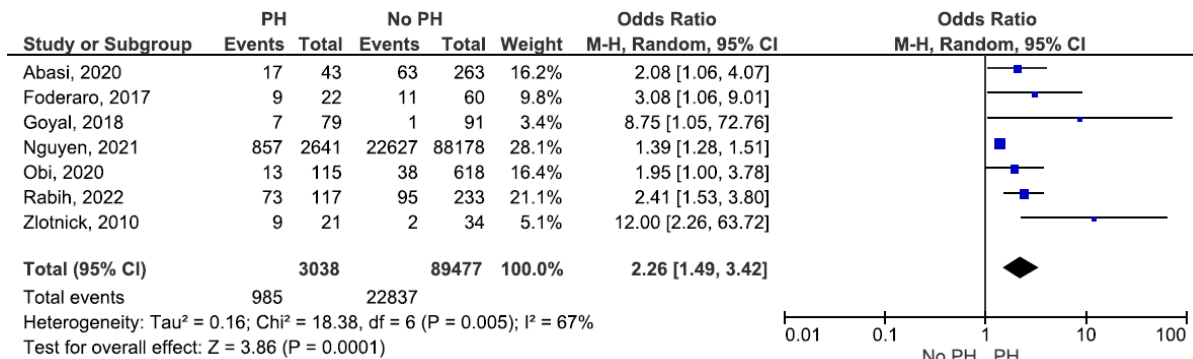 PH No PH Odds Ratio Odds Ratio
Study or Subgroup Events Total Events Total Weight M-H, Random, 95% CI M-H, Random, 95% CI
Abasi, 2020 17 43 63 263 16.2% 2.08 [1.06, 4.07]
Foderaro, 2017 9 22 11 60 9.8% 3.08 [1.06, 9.01]
Goyal, 2018 7 79 1 91 3.4% 8.75 [1.05, 72.76]
Nguyen, 2021 857 2641 22627 88178 28.1% 1.39 [1.28, 1.51]
Obi, 2020 13 115 38 618 16.4% 1.95 [1.00, 3.78]
Rabih, 2022 73 117 95 233 21.1% 2.41 [1.53, 3.80]
Zlotnick, 2010 9 21 2 34 5.1% 12.00 [2.26, 63.72]
Total (95% CI) 3038 89477 100.0% 2.26 [1.49, 3.42]
Total events 985 22837
Heterogeneity: Tau² = 0.16; Chi² = 18.38, df = 6 (P = 0.005); I² = 67%
Test for overall effect: Z = 3.86 (P = 0.0001)
0.01 0.1 1 10 100
No PH PH